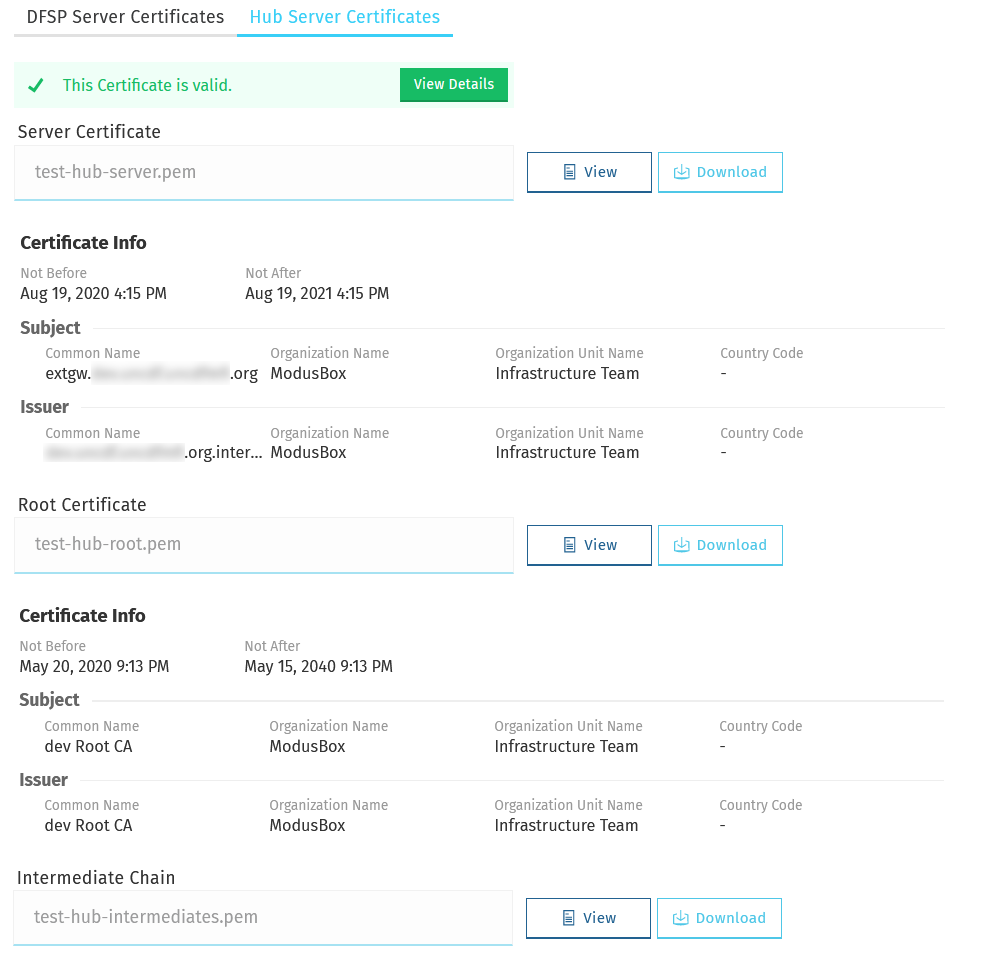 DFSP Server Certificates Hub Server Certificates
This Certificate is valid. View Details
Server Certificate
test-hub-server.pem View Download
Certificate Info
Not Before Not After
Aug 19, 2020 4:15 PM Aug 19, 2021 4:15 PM
Subject
Common Name Organization Name Organization Unit Name Country Code
extgw. .org ModusBox Infrastructure Team -
Issuer
Common Name Organization Name Organization Unit Name Country Code
.org.inter... ModusBox Infrastructure Team -
Root Certificate
test-hub-root.pem View Download
Certificate Info
Not Before Not After
May 20, 2020 9:13 PM May 15, 2040 9:13 PM
Subject
Common Name Organization Name Organization Unit Name Country Code
dev Root CA ModusBox Infrastructure Team -
Issuer
Common Name Organization Name Organization Unit Name Country Code
dev Root CA ModusBox Infrastructure Team -
Intermediate Chain
test-hub-intermediates.pem View Download